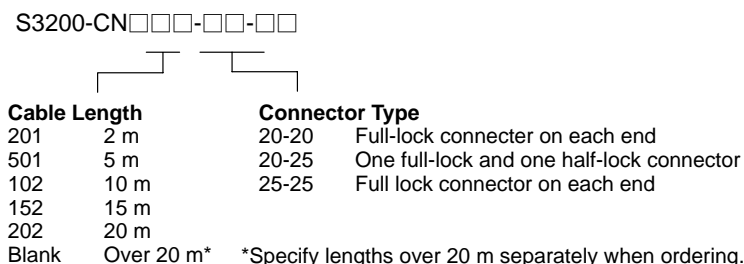 S3200-CN□□□-□□-□□
Cable Length Connector Type
201 2 m 20-20 Full-lock connecter on each end
501 5 m 20-25 One full-lock and one half-lock connector
102 10 m 25-25 Full lock connector on each end
152 15 m
202 20 m
Blank Over 20 m* *Specify lengths over 20 m separately when ordering.